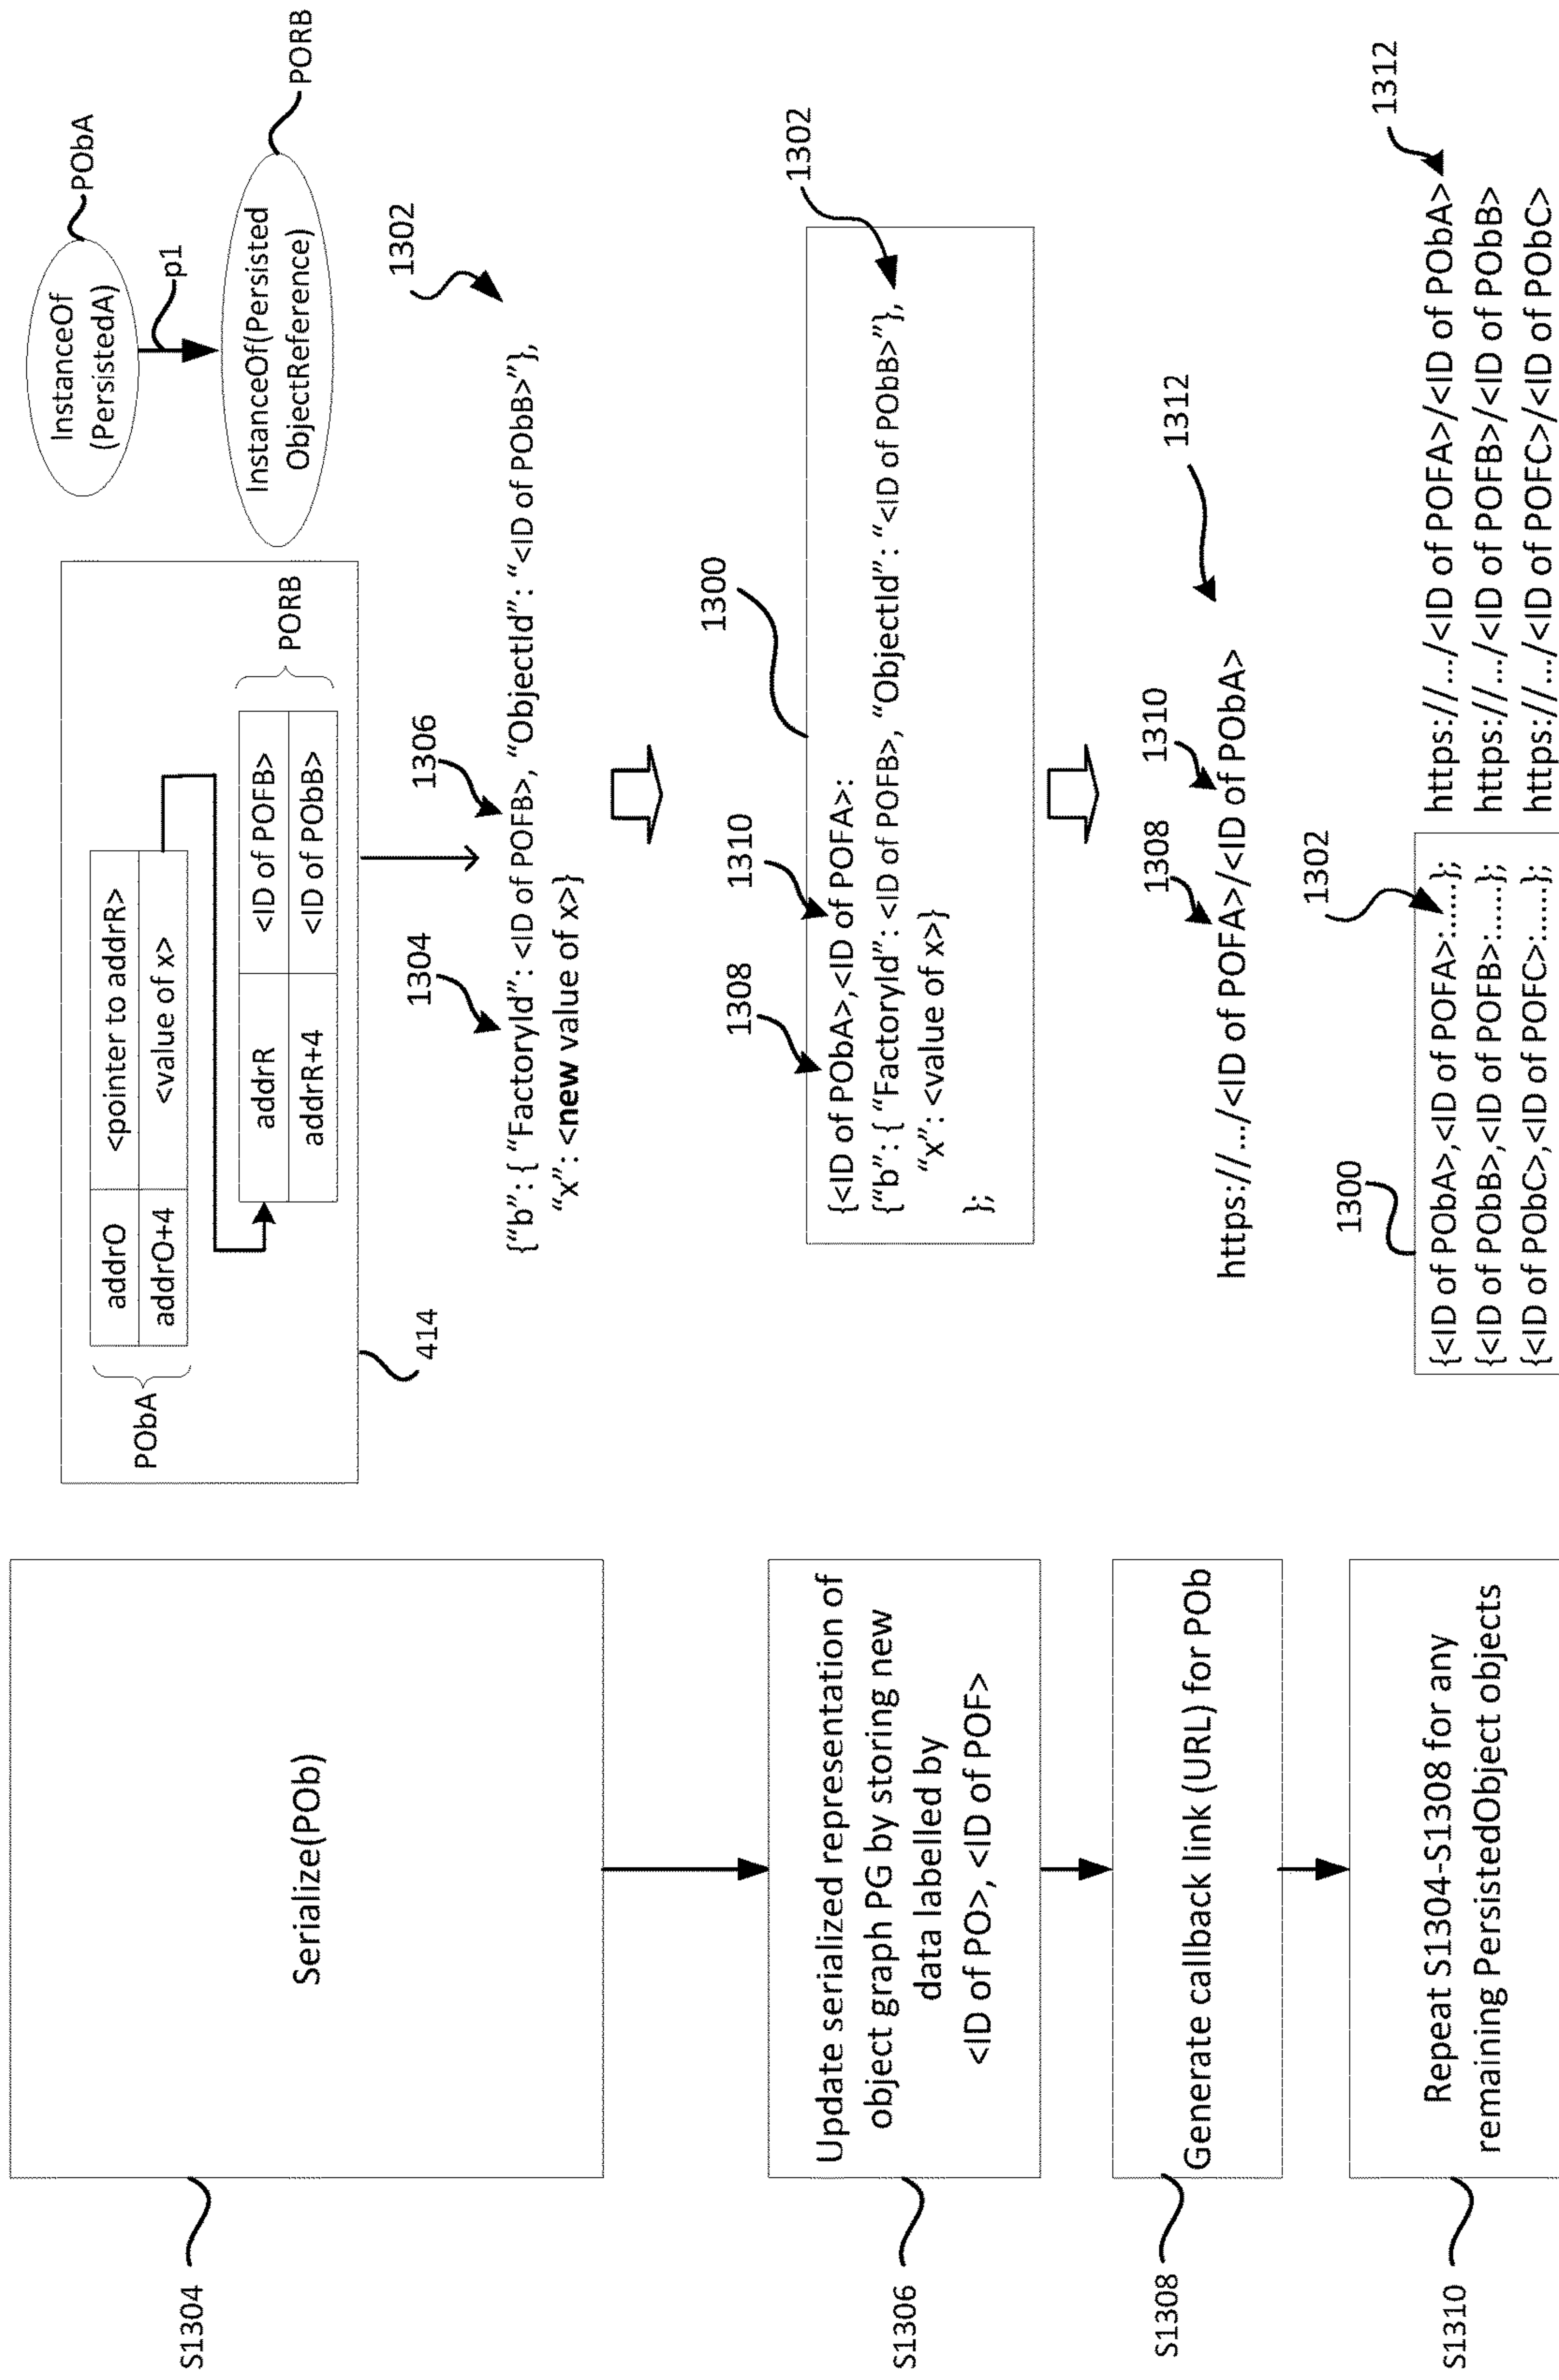 S1304
Serialize(POb)
S1306
Update serialized representation of
object graph PG by storing new
data labelled by
<ID of PO>, <ID of POF>
S1308
Generate callback link (URL) for POb
S1310
Repeat S1304-S1308 for any
remaining PersistedObject objects
PObA
addrO
<pointer to addrR>
addrO+4
<value of x>
addrR
<ID of POFB>
addrR+4
<ID of PObB>
PORB
414
InstanceOf
(PersistedA)
PObA
p1
InstanceOf(Persisted
ObjectReference)
PORB
1304
1306
1302
{“b”: { “FactoryId”: <ID of POFB>, “ObjectId”: “<ID of PObB>”},
“x”: <new value of x>}
1308
1310
1300
1302
{<ID of PObA>,<ID of POFA>:
{“b”: { “FactoryId”: <ID of POFB>, “ObjectId”: “<ID of PObB>”},
“x”: <value of x>}
};
1308
1310
1312
https://…/<ID of POFA>/<ID of PObA>
1300
1302
1312
{<ID of PObA>,<ID of POFA>:......};
https://…/<ID of POFA>/<ID of PObA>
{<ID of PObB>,<ID of POFB>:......};
https://…/<ID of POFB>/<ID of PObB>
{<ID of PObC>,<ID of POFC>:......};
https://…/<ID of POFC>/<ID of PObC>